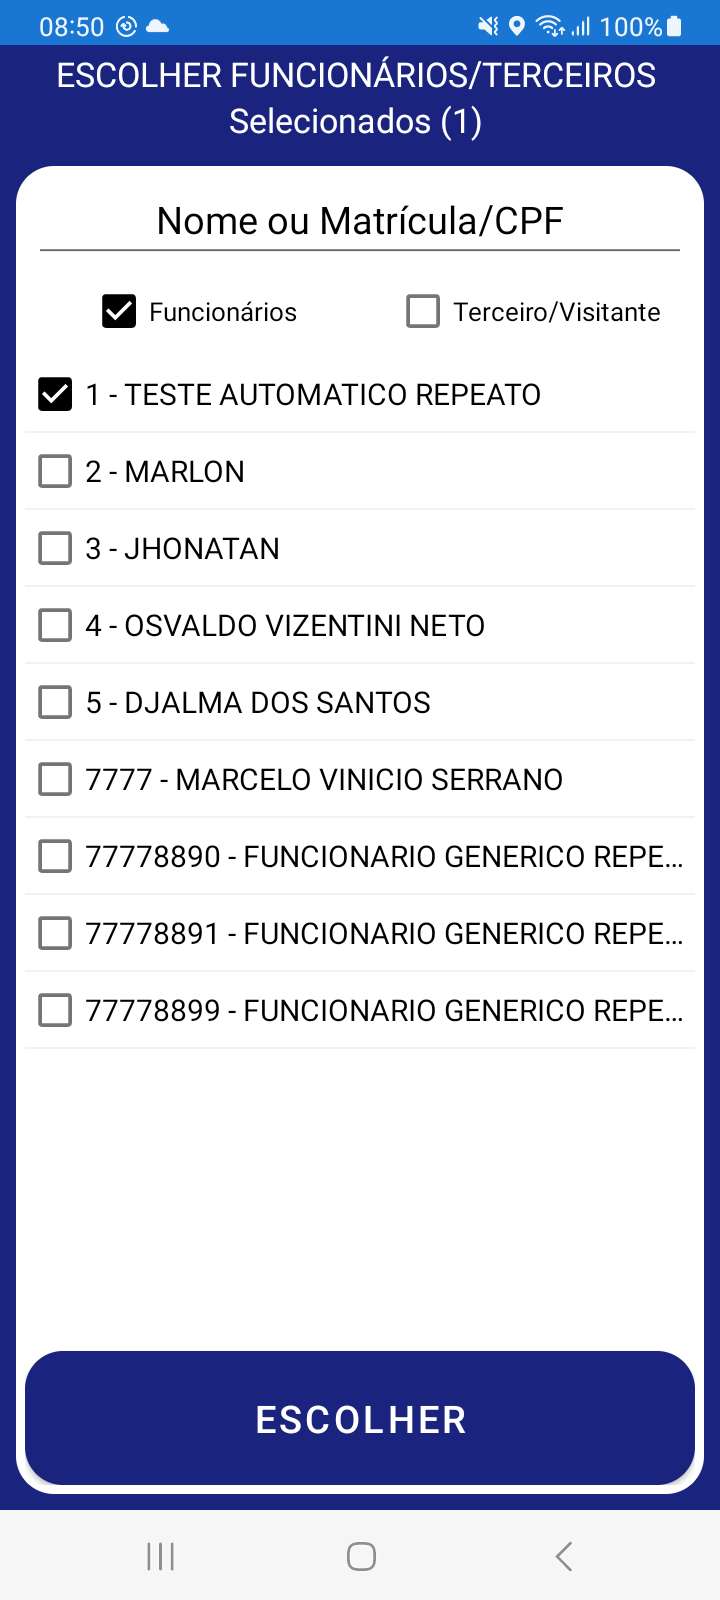 08:50 100%
ESCOLHER FUNCIONÁRIOS/TERCEIROS
Selecionados (1)
Nome ou Matrícula/CPF
Funcionários Terceiro/Visitante
1 - TESTE AUTOMATICO REPEATO
2 - MARLON
3 - JHONATAN
4 - OSVALDO VIZENTINI NETO
5 - DJALMA DOS SANTOS
7777 - MARCELO VINICIO SERRANO
77778890 - FUNCIONARIO GENERICO REPE...
77778891 - FUNCIONARIO GENERICO REPE...
77778899 - FUNCIONARIO GENERICO REPE...
ESCOLHER